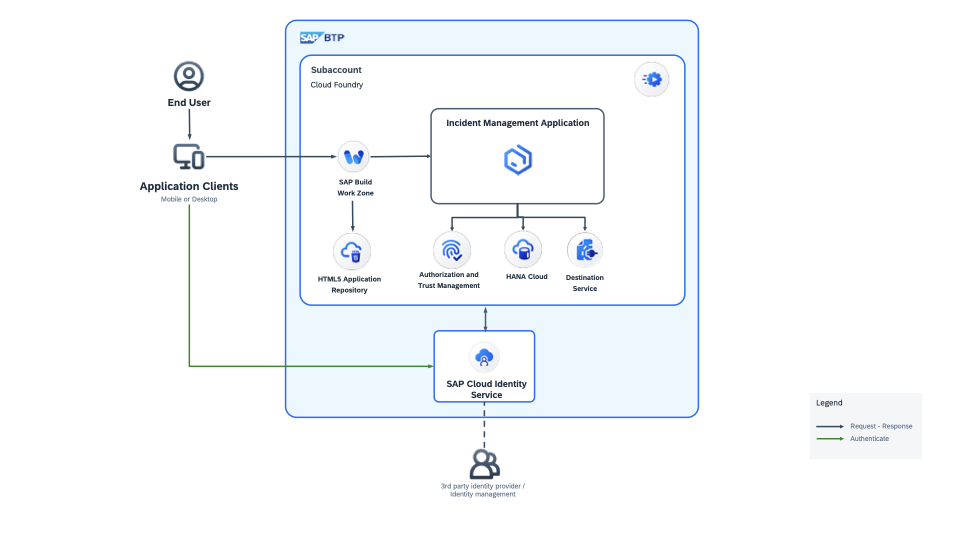 SAP BTP
Subaccount
Cloud Foundry
End User
Incident Management Application
Application Clients
Mobile or Desktop
SAP Build
Work Zone
HTML5 Application
Repository
Authorization and
Trust Management
HANA Cloud
Destination
Service
SAP Cloud Identity
Service
3rd party identity provider /
Identity management
Legend
Request - Response
Authenticate